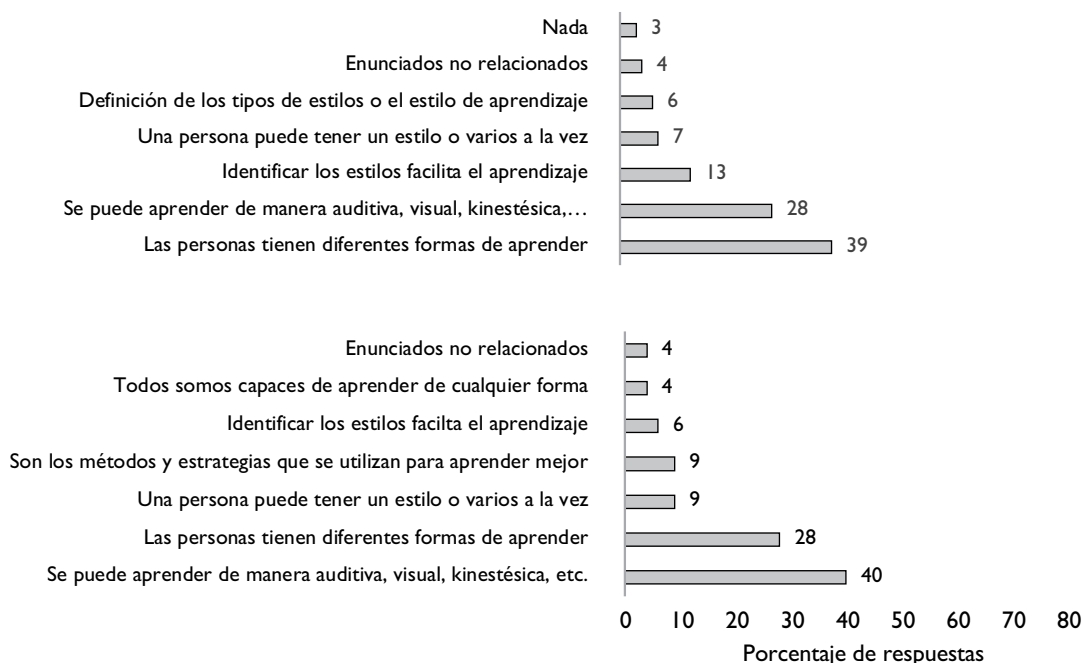 Nada 3
Enunciados no relacionados 4
Definición de los tipos de estilos o el estilo de aprendizaje 6
Una persona puede tener un estilo o varios a la vez 7
Identificar los estilos facilita el aprendizaje 13
Se puede aprender de manera auditiva, visual, kinestésica,… 28
Las personas tienen diferentes formas de aprender 39
Enunciados no relacionados 4
Todos somos capaces de aprender de cualquier forma 4
Identificar los estilos facilta el aprendizaje 6
Son los métodos y estrategias que se utilizan para aprender mejor 9
Una persona puede tener un estilo o varios a la vez 9
Las personas tienen diferentes formas de aprender 28
Se puede aprender de manera auditiva, visual, kinestésica, etc. 40
0 10 20 30 40 50 60 70 80
Porcentaje de respuestas